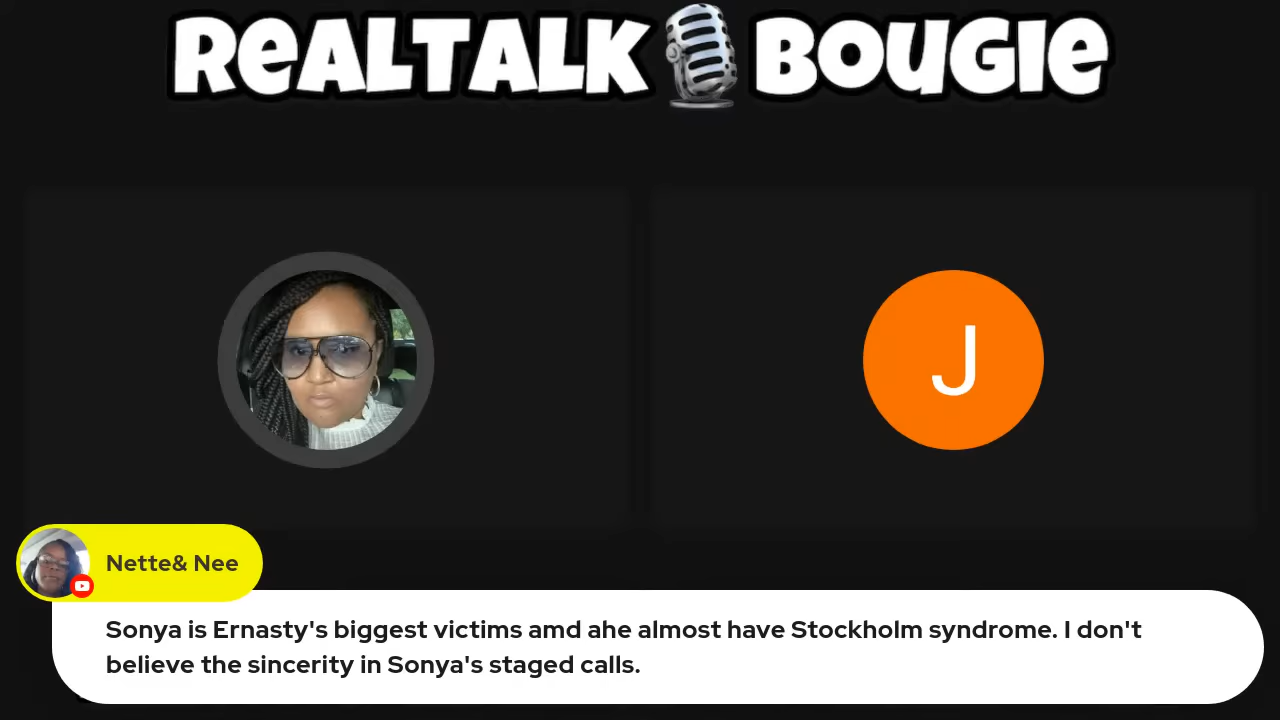 ReALTALK BOUGIe
J
Nette& Nee
Sonya is Ernasty's biggest victims amd ahe almost have Stockholm syndrome. I don't
believe the sincerity in Sonya's staged calls.